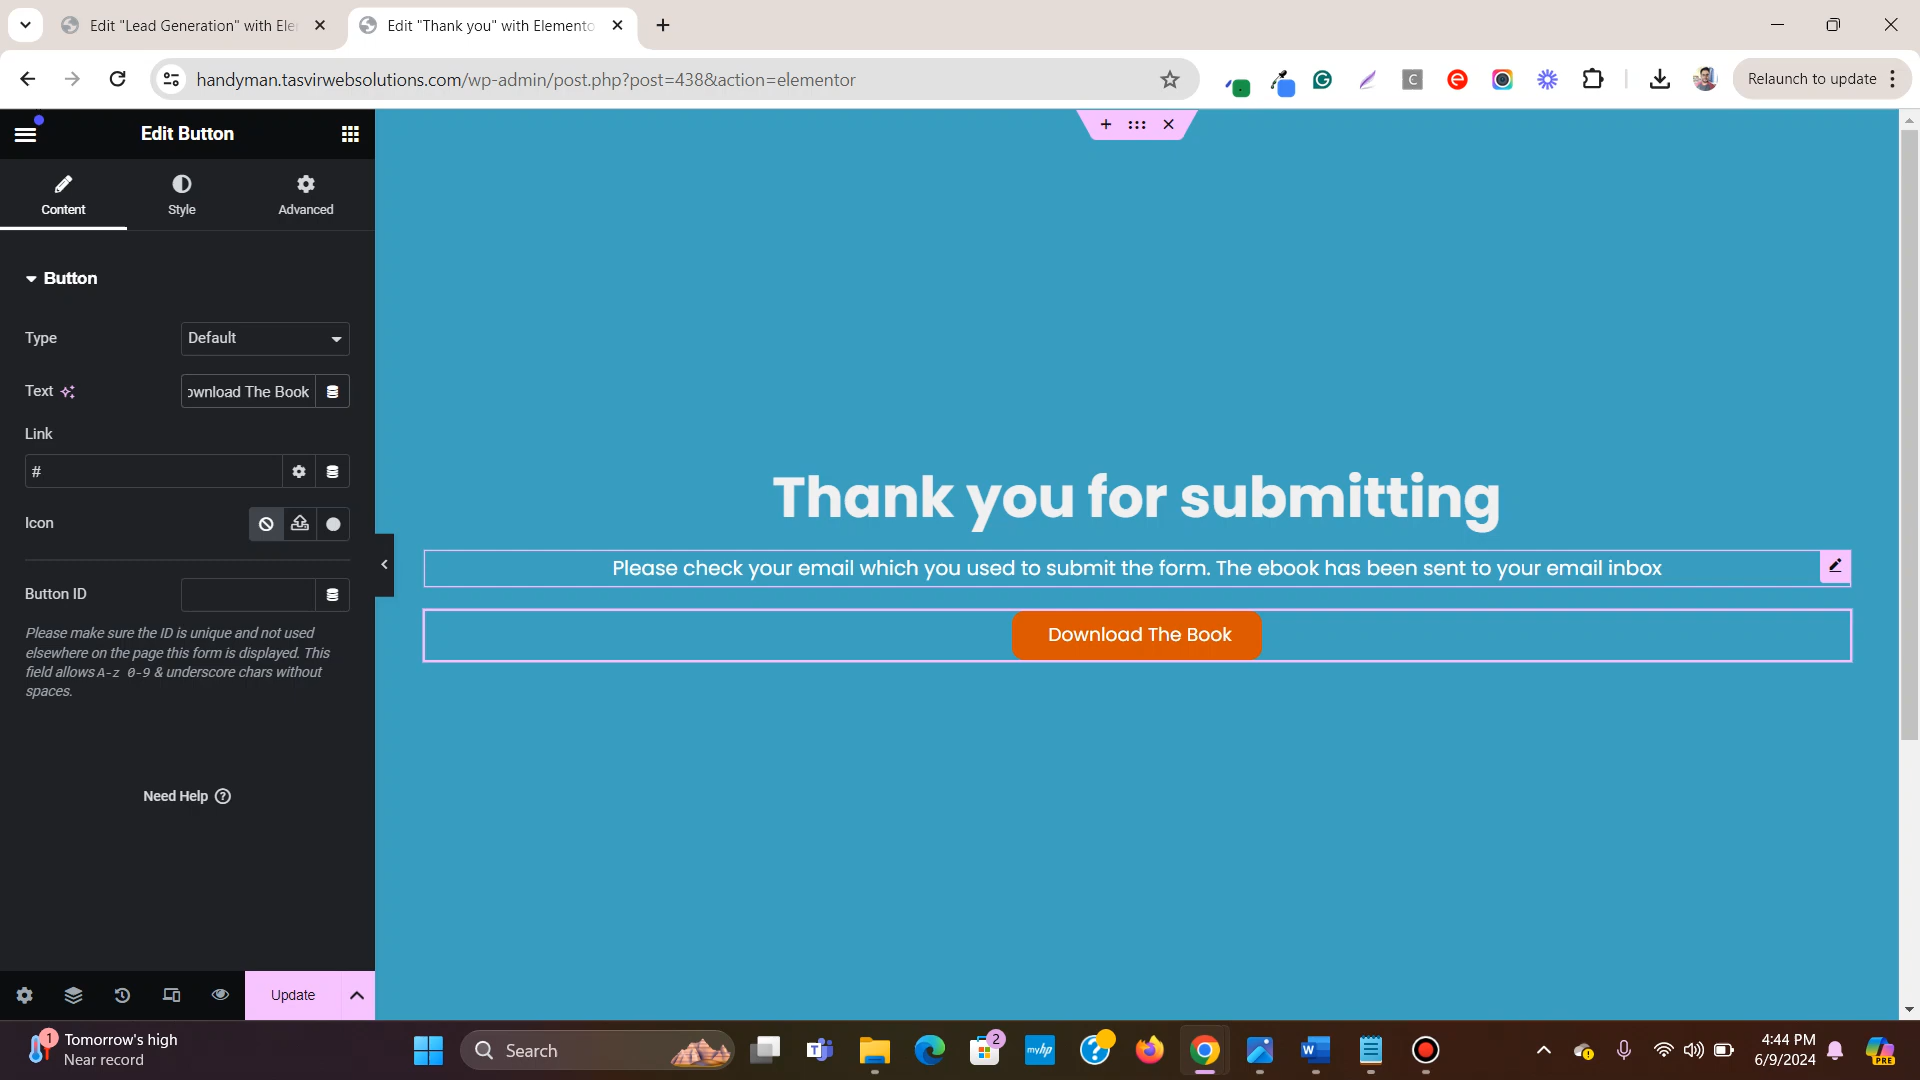 Edit "Lead Generation" with Ele
Edit "Thank you" with Elemento
handyman.tasvirwebsolutions.com/wp-admin/post.php?post=438&action=elementor
Relaunch to update
Edit Button
Content
Style
Advanced
Button
Type
Default
Text
ownload The Book
Link
#
Icon
Button ID
Please make sure the ID is unique and not used
elsewhere on the page this form is displayed. This
field allows A-z 0-9 & underscore chars without
spaces.
Need Help
Update
Thank you for submitting
Please check your email which you used to submit the form. The ebook has been sent to your email inbox
Download The Book
1
Tomorrow's high
Near record
Search
2
myhp
4:44 PM
6/9/2024
PRE